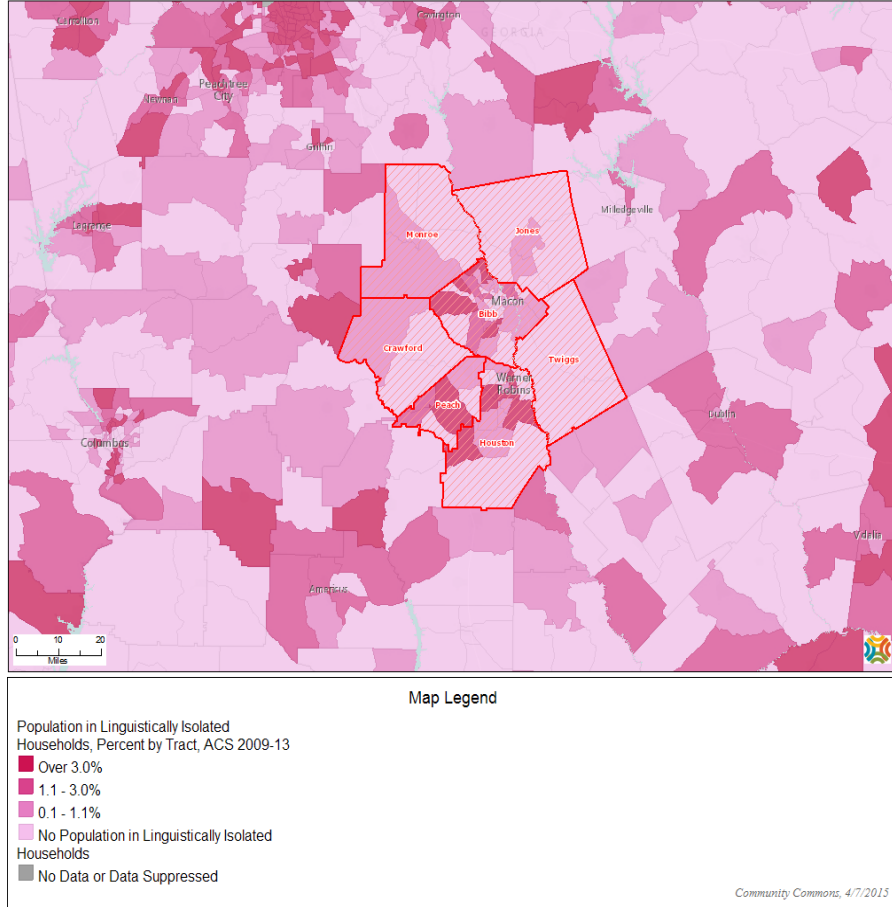 Carrollton
Covington
GEORGIA
Peachtree
City
Newnan
Griffin
Milledgeville
Monroe
Jones
Lagrange
Macon
Bibb
Crawford
Twiggs
Warner
Robins
Peach
Dublin
Columbus
Houston
Vidalia
Americus
0 10 20
Miles
Map Legend
Population in Linguistically Isolated
Households, Percent by Tract, ACS 2009-13
Over 3.0%
1.1 - 3.0%
0.1 - 1.1%
No Population in Linguistically Isolated
Households
No Data or Data Suppressed
Community Commons, 4/7/2015